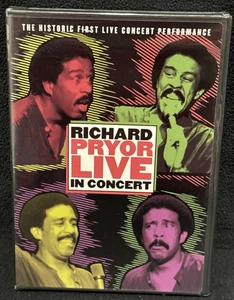 THE HISTORIC FIRST LIVE CONCERT PERFORMANCE
RICHARD
PRYOR
LIVE
IN CONCERT